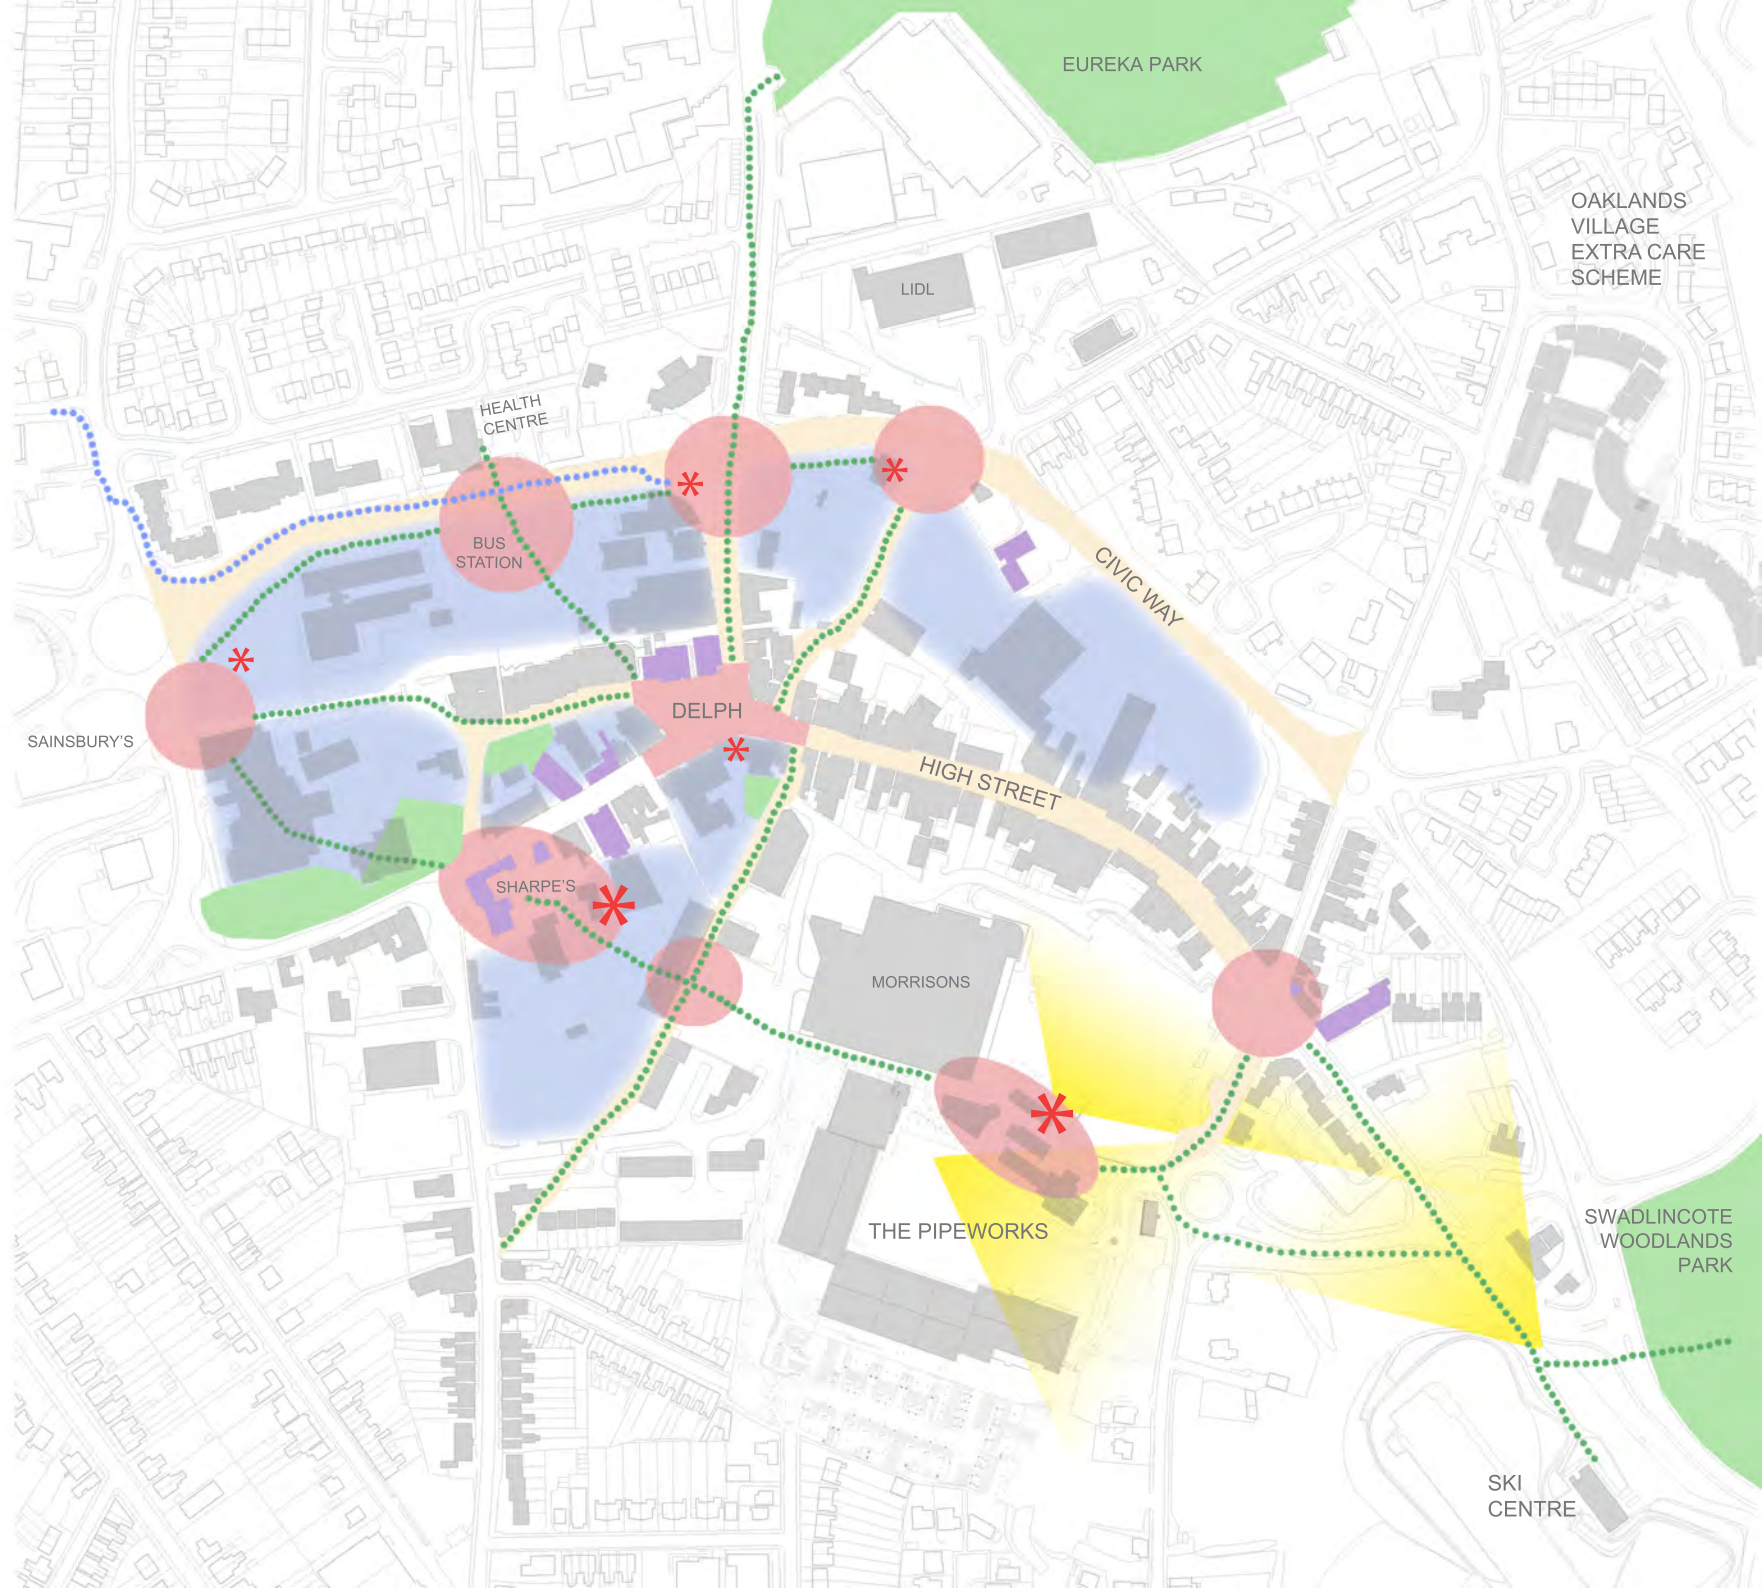 EUREKA PARK
OAKLANDS
VILLAGE
EXTRA CARE
SCHEME
LIDL
HEALTH
CENTRE
BUS
STATION
CIVIC WAY
DELPH
SAINSBURY'S
HIGH STREET
SHARPE'S
MORRISONS
THE PIPEWORKS
SWADLINCOTE
WOODLANDS
PARK
SKI
CENTRE